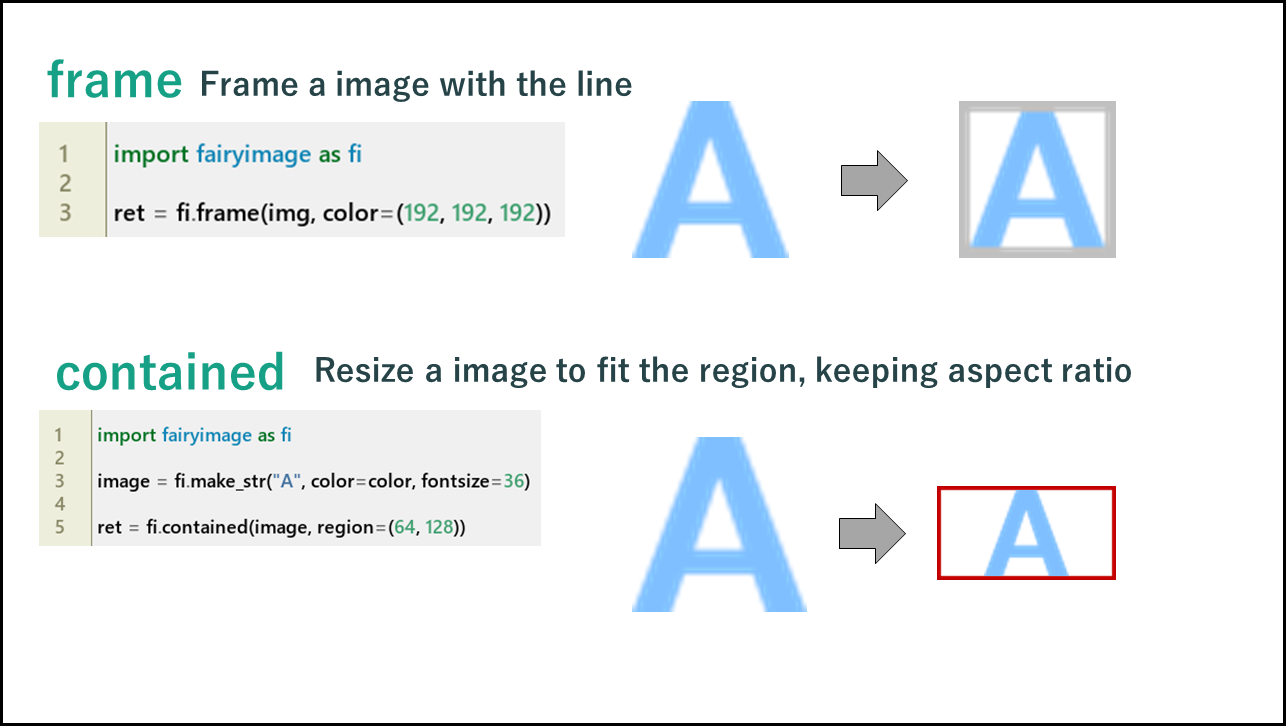 frame Frame a image with the line
1 import fairyimage as fi
2
3 ret = fi.frame(img, color=(192, 192, 192))
A
A
contained Resize a image to fit the region, keeping aspect ratio
1 import fairyimage as fi
2
3 image = fi.make_str("A", color=color, fontsize=36)
4
5 ret = fi.contained(image, region=(64, 128))
A
A